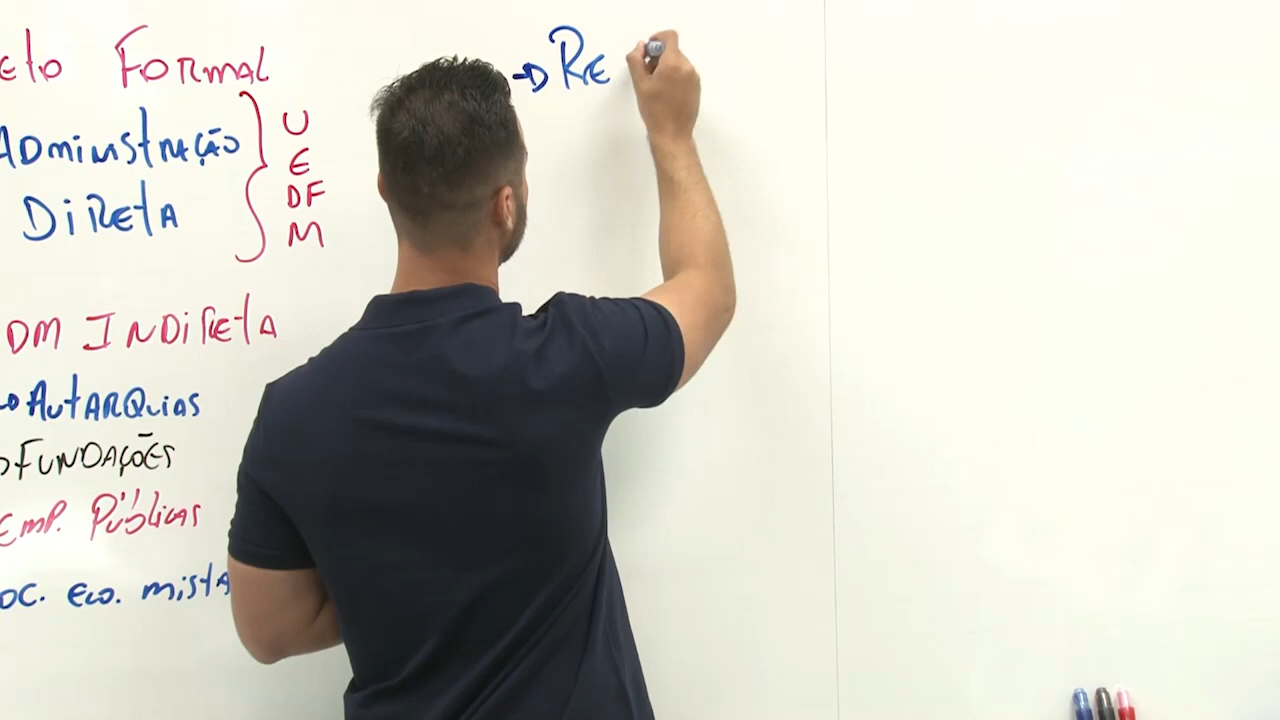 eto Formal
Administração
Direta
U
E
DF
M
DM Indireta
Autarquias
Fundações
Emp. Públicas
oc. eco. mista
→ Re